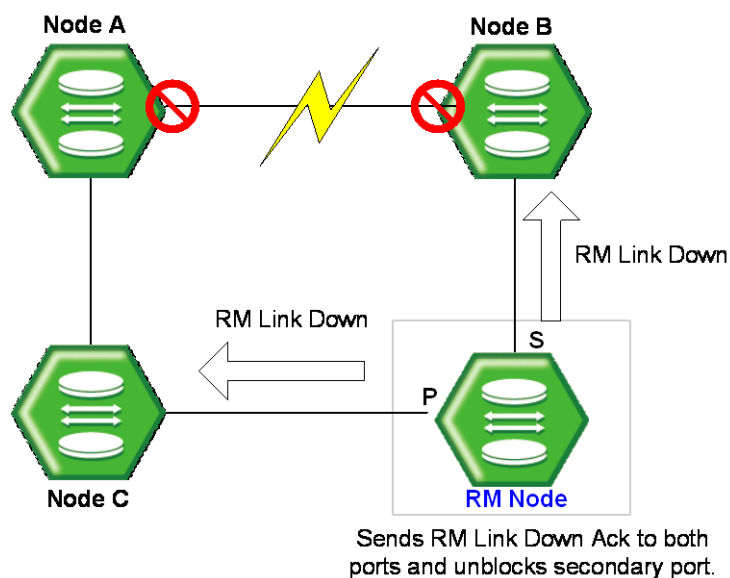 Node A
Node B
RM Link Down
RM Link Down
S
P
Node C
RM Node
Sends RM Link Down Ack to both
ports and unblocks secondary port.